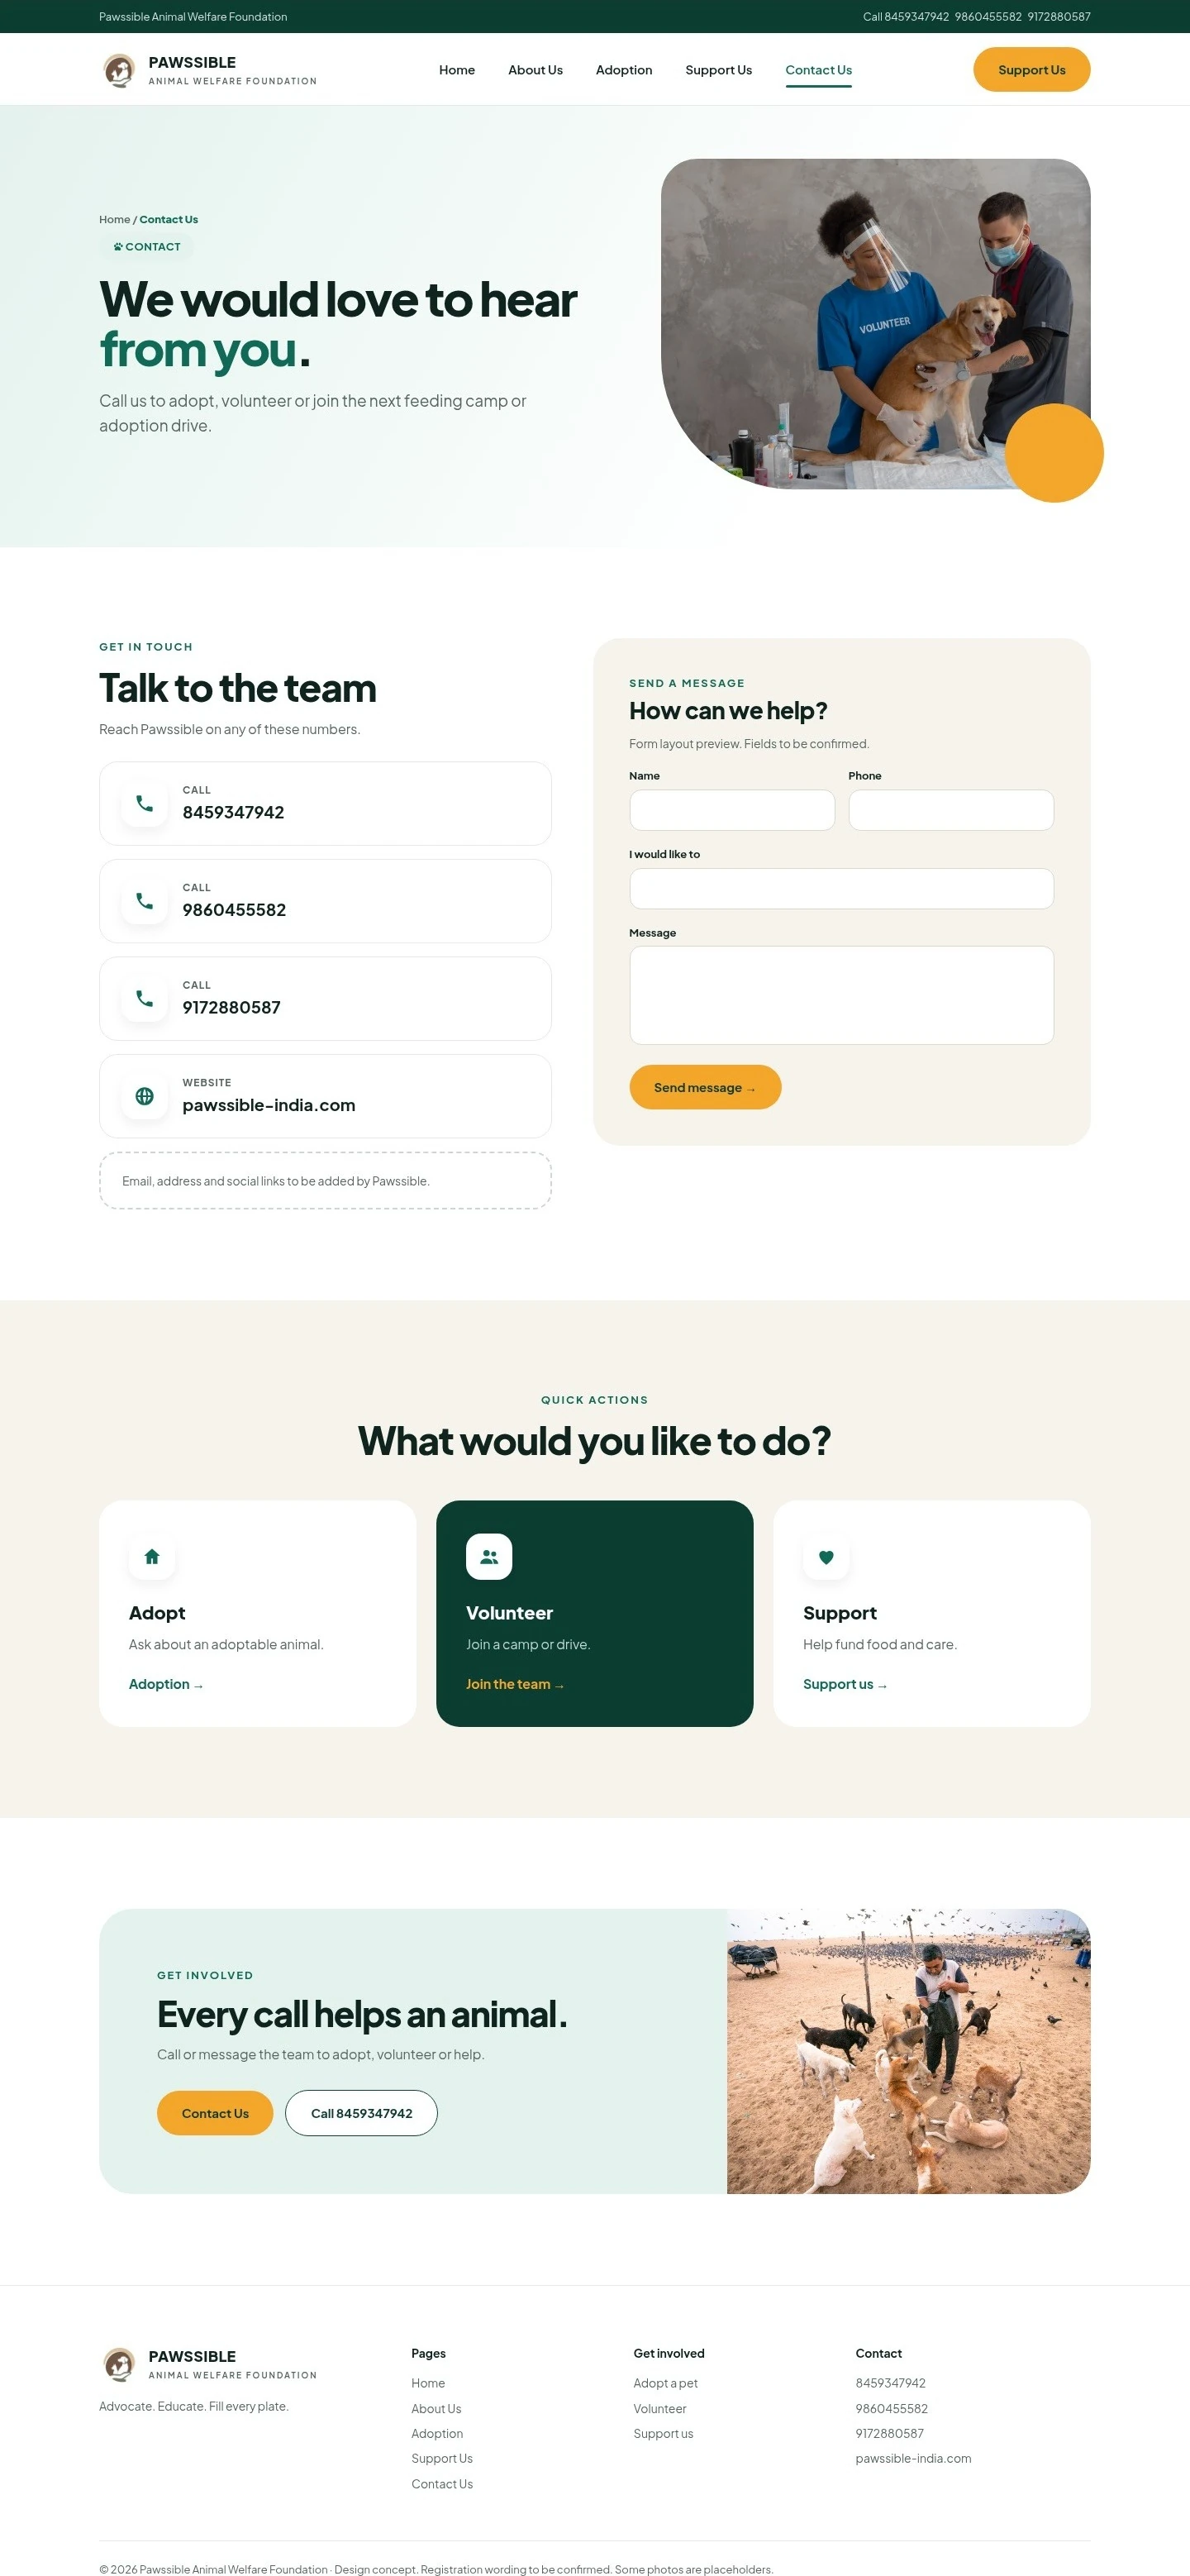 Pawssible Animal Welfare Foundation
Call 8459347942 9860455582 9172880587
PAWSSIBLE
ANIMAL WELFARE FOUNDATION
Home
About Us
Adoption
Support Us
Contact Us
Support Us
Home / Contact Us
CONTACT
We would love to hear
from you.
Call us to adopt, volunteer or join the next feeding camp or
adoption drive.
VOLUNTEER
GET IN TOUCH
Talk to the team
Reach Pawssible on any of these numbers.
CALL
8459347942
CALL
9860455582
CALL
9172880587
WEBSITE
pawssible-india.com
Email, address and social links to be added by Pawssible.
SEND A MESSAGE
How can we help?
Form layout preview. Fields to be confirmed.
Name
Phone
I would like to
Message
Send message →
QUICK ACTIONS
What would you like to do?
Adopt
Ask about an adoptable animal.
Adoption →
Volunteer
Join a camp or drive.
Join the team →
Support
Help fund food and care.
Support us →
GET INVOLVED
Every call helps an animal.
Call or message the team to adopt, volunteer or help.
Contact Us
Call 8459347942
PAWSSIBLE
ANIMAL WELFARE FOUNDATION
Advocate. Educate. Fill every plate.
Pages
Home
About Us
Adoption
Support Us
Contact Us
Get involved
Adopt a pet
Volunteer
Support us
Contact
8459347942
9860455582
9172880587
pawssible-india.com
© 2026 Pawssible Animal Welfare Foundation · Design concept. Registration wording to be confirmed. Some photos are placeholders.